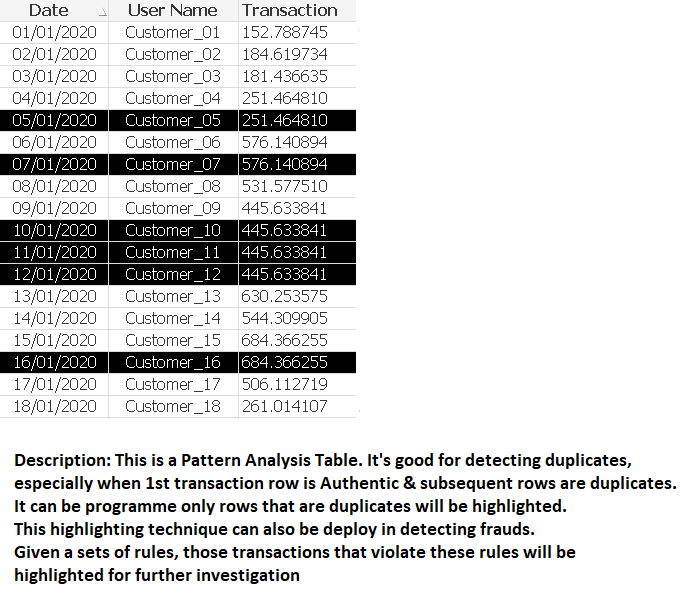 Date User Name Transaction
01/01/2020 Customer_01 152.788745
02/01/2020 Customer_02 184.619734
03/01/2020 Customer_03 181.436635
04/01/2020 Customer_04 251.464810
05/01/2020 Customer_05 251.464810
06/01/2020 Customer_06 576.140894
07/01/2020 Customer_07 576.140894
08/01/2020 Customer_08 531.577510
09/01/2020 Customer_09 445.633841
10/01/2020 Customer_10 445.633841
11/01/2020 Customer_11 445.633841
12/01/2020 Customer_12 445.633841
13/01/2020 Customer_13 630.253575
14/01/2020 Customer_14 544.309905
15/01/2020 Customer_15 684.366255
16/01/2020 Customer_16 684.366255
17/01/2020 Customer_17 506.112719
18/01/2020 Customer_18 261.014107
Description: This is a Pattern Analysis Table. It's good for detecting duplicates,
especially when 1st transaction row is Authentic & subsequent rows are duplicates.
It can be programme only rows that are duplicates will be highlighted.
This highlighting technique can also be deploy in detecting frauds.
Given a sets of rules, those transactions that violate these rules will be
highlighted for further investigation